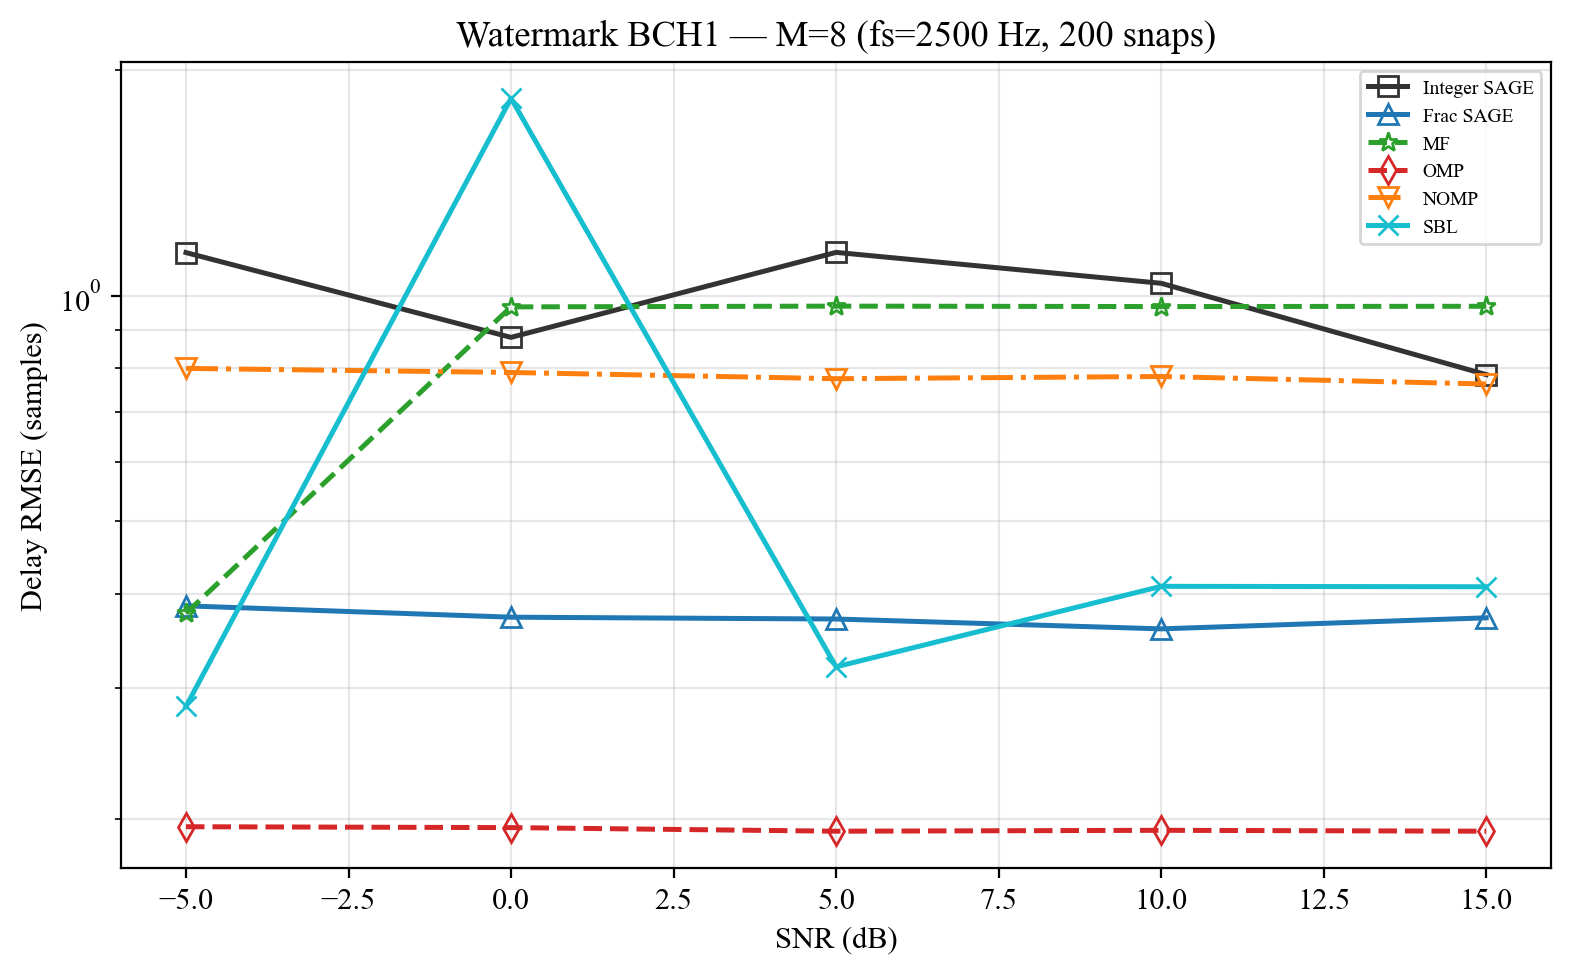 Watermark BCH1 — M=8 (fs=2500 Hz, 200 snaps)
Integer SAGE
Frac SAGE
MF
OMP
NOMP
SBL
10⁰
Delay RMSE (samples)
−5.0 −2.5 0.0 2.5 5.0 7.5 10.0 12.5 15.0
SNR (dB)